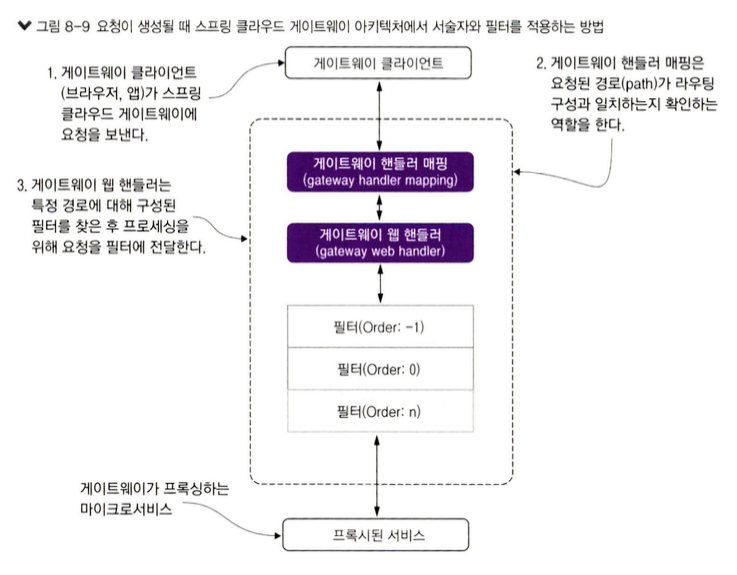 그림 8-9 요청이 생성될 때 스프링 클라우드 게이트웨이 아키텍처에서 서술자와 필터를 적용하는 방법
게이트웨이 클라이언트
1. 게이트웨이 클라이언트
(브라우저, 앱)가 스프링
클라우드 게이트웨이에
요청을 보낸다.
2. 게이트웨이 핸들러 매핑은
요청된 경로(path)가 라우팅
구성과 일치하는지 확인하는
역할을 한다.
게이트웨이 핸들러 매핑
(gateway handler mapping)
3. 게이트웨이 웹 핸들러는
특정 경로에 대해 구성된
필터를 찾은 후 프로세싱을
위해 요청을 필터에 전달한다.
게이트웨이 웹 핸들러
(gateway web handler)
필터(Order: -1)
필터(Order: 0)
필터(Order: n)
게이트웨이가 프록싱하는
마이크로서비스
프록시된 서비스